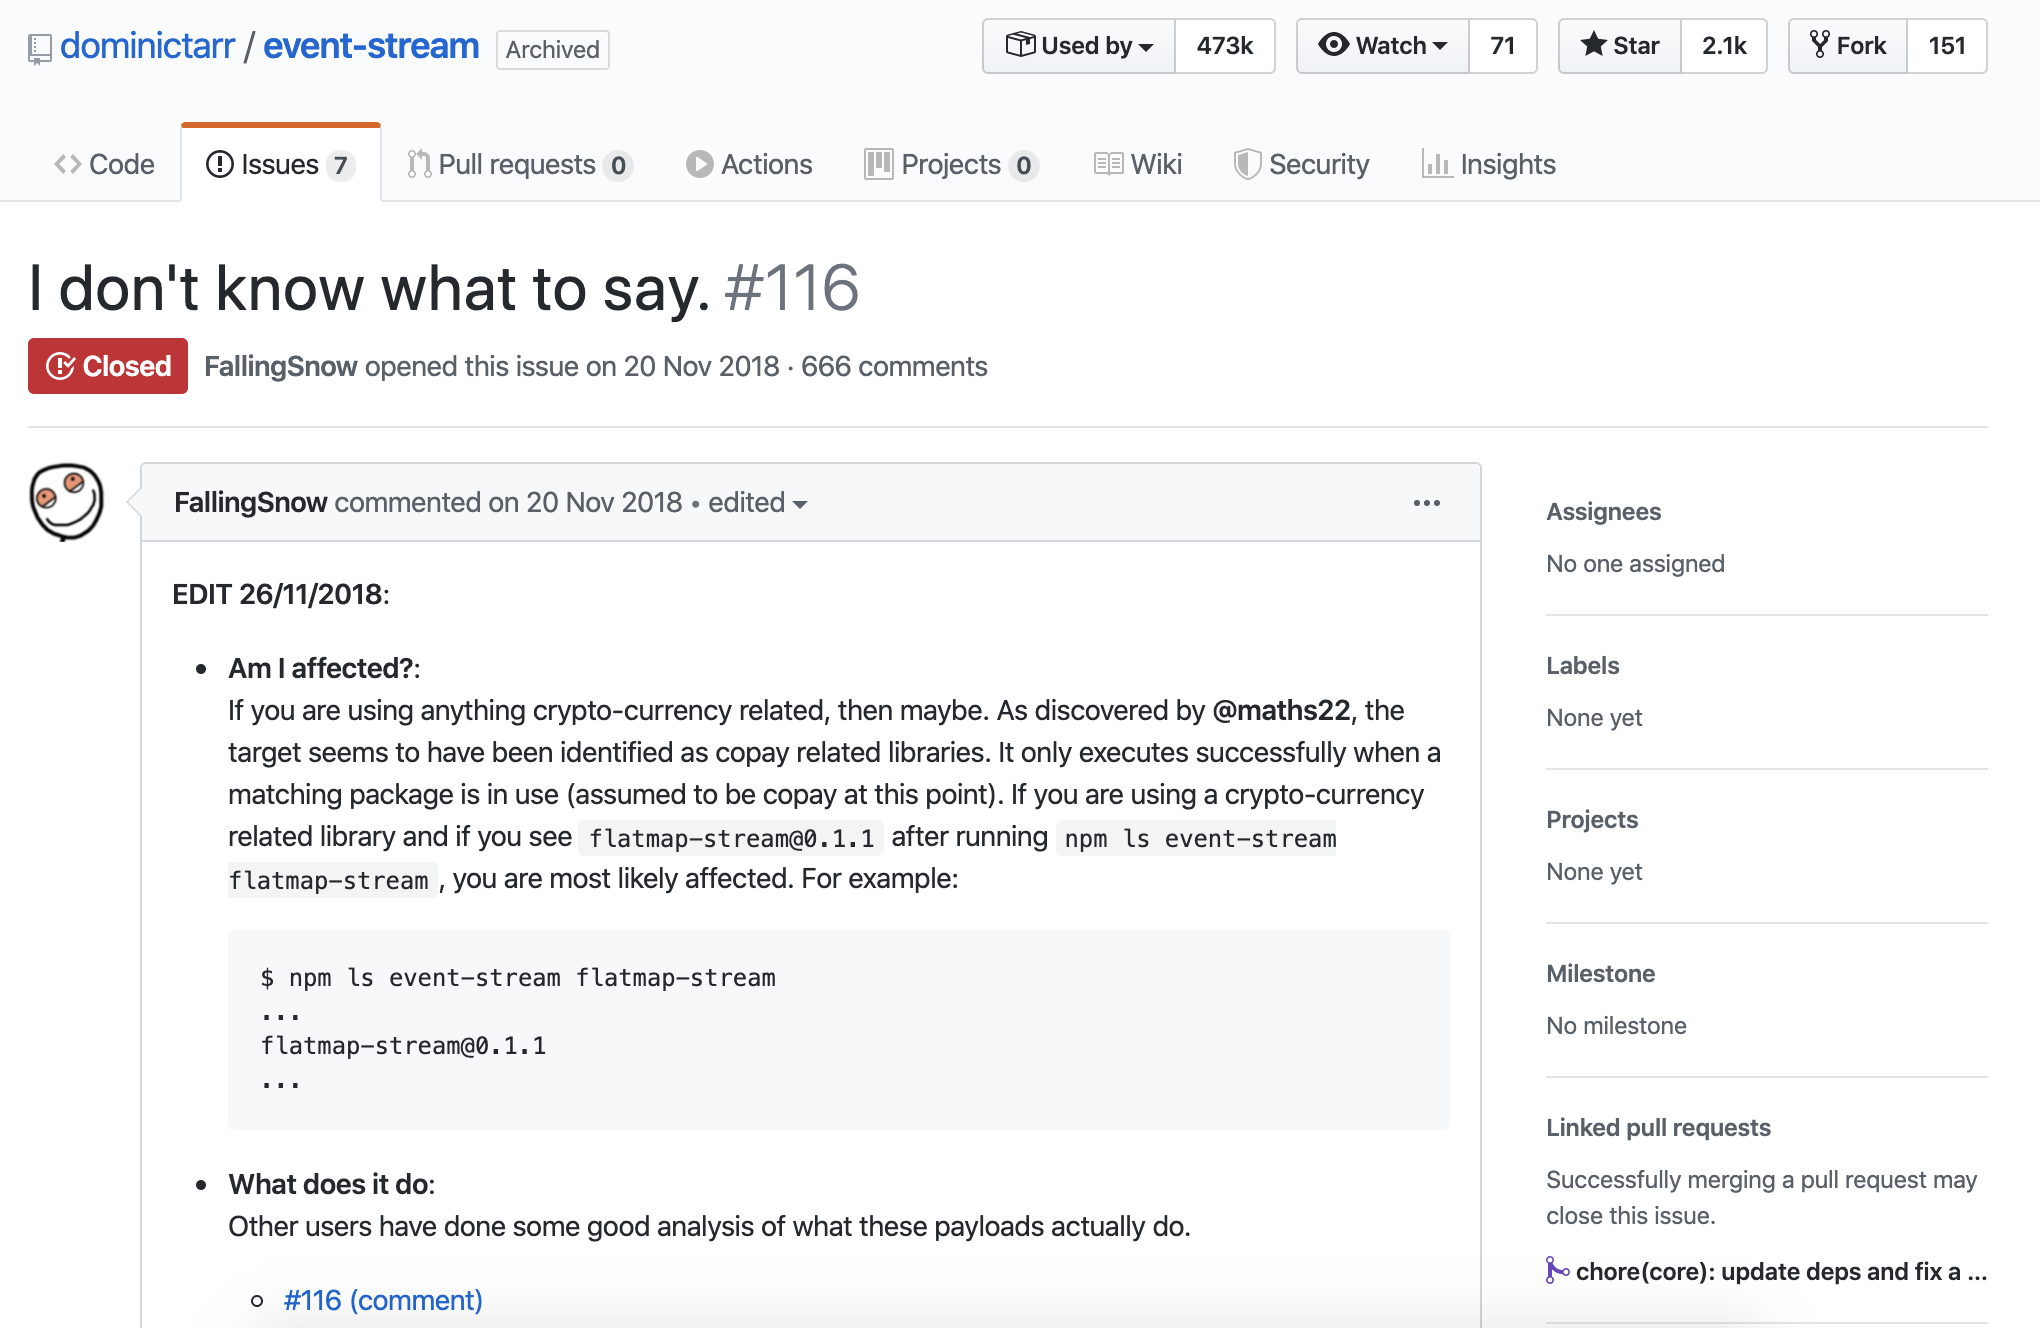 dominictarr / event-stream Archived
Used by 473k Watch 71 Star 2.1k Fork 151
Code Issues 7 Pull requests 0 Actions Projects 0 Wiki Security Insights
I don't know what to say. #116
Closed FallingSnow opened this issue on 20 Nov 2018 · 666 comments
FallingSnow commented on 20 Nov 2018 • edited
EDIT 26/11/2018:
• Am I affected?:
If you are using anything crypto-currency related, then maybe. As discovered by @maths22, the
target seems to have been identified as copay related libraries. It only executes successfully when a
matching package is in use (assumed to be copay at this point). If you are using a crypto-currency
related library and if you see flatmap-stream@0.1.1 after running npm ls event-stream
flatmap-stream , you are most likely affected. For example:
$ npm ls event-stream flatmap-stream
...
flatmap-stream@0.1.1
...
• What does it do:
Other users have done some good analysis of what these payloads actually do.
#116 (comment)
Assignees
No one assigned
Labels
None yet
Projects
None yet
Milestone
No milestone
Linked pull requests
Successfully merging a pull request may
close this issue.
chore(core): update deps and fix a ...